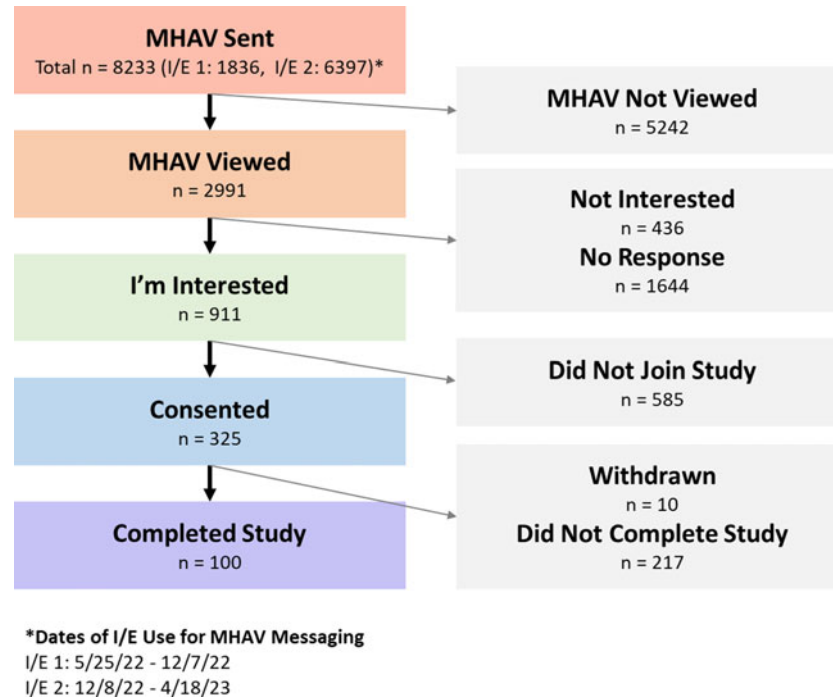 MHAV Sent
Total n = 8233 (I/E 1: 1836, I/E 2: 6397)*
MHAV Not Viewed
n = 5242
MHAV Viewed
n = 2991
Not Interested
n = 436
No Response
n = 1644
I'm Interested
n = 911
Did Not Join Study
n = 585
Consented
n = 325
Withdrawn
n = 10
Did Not Complete Study
n = 217
Completed Study
n = 100
*Dates of I/E Use for MHAV Messaging
I/E 1: 5/25/22 - 12/7/22
I/E 2: 12/8/22 - 4/18/23